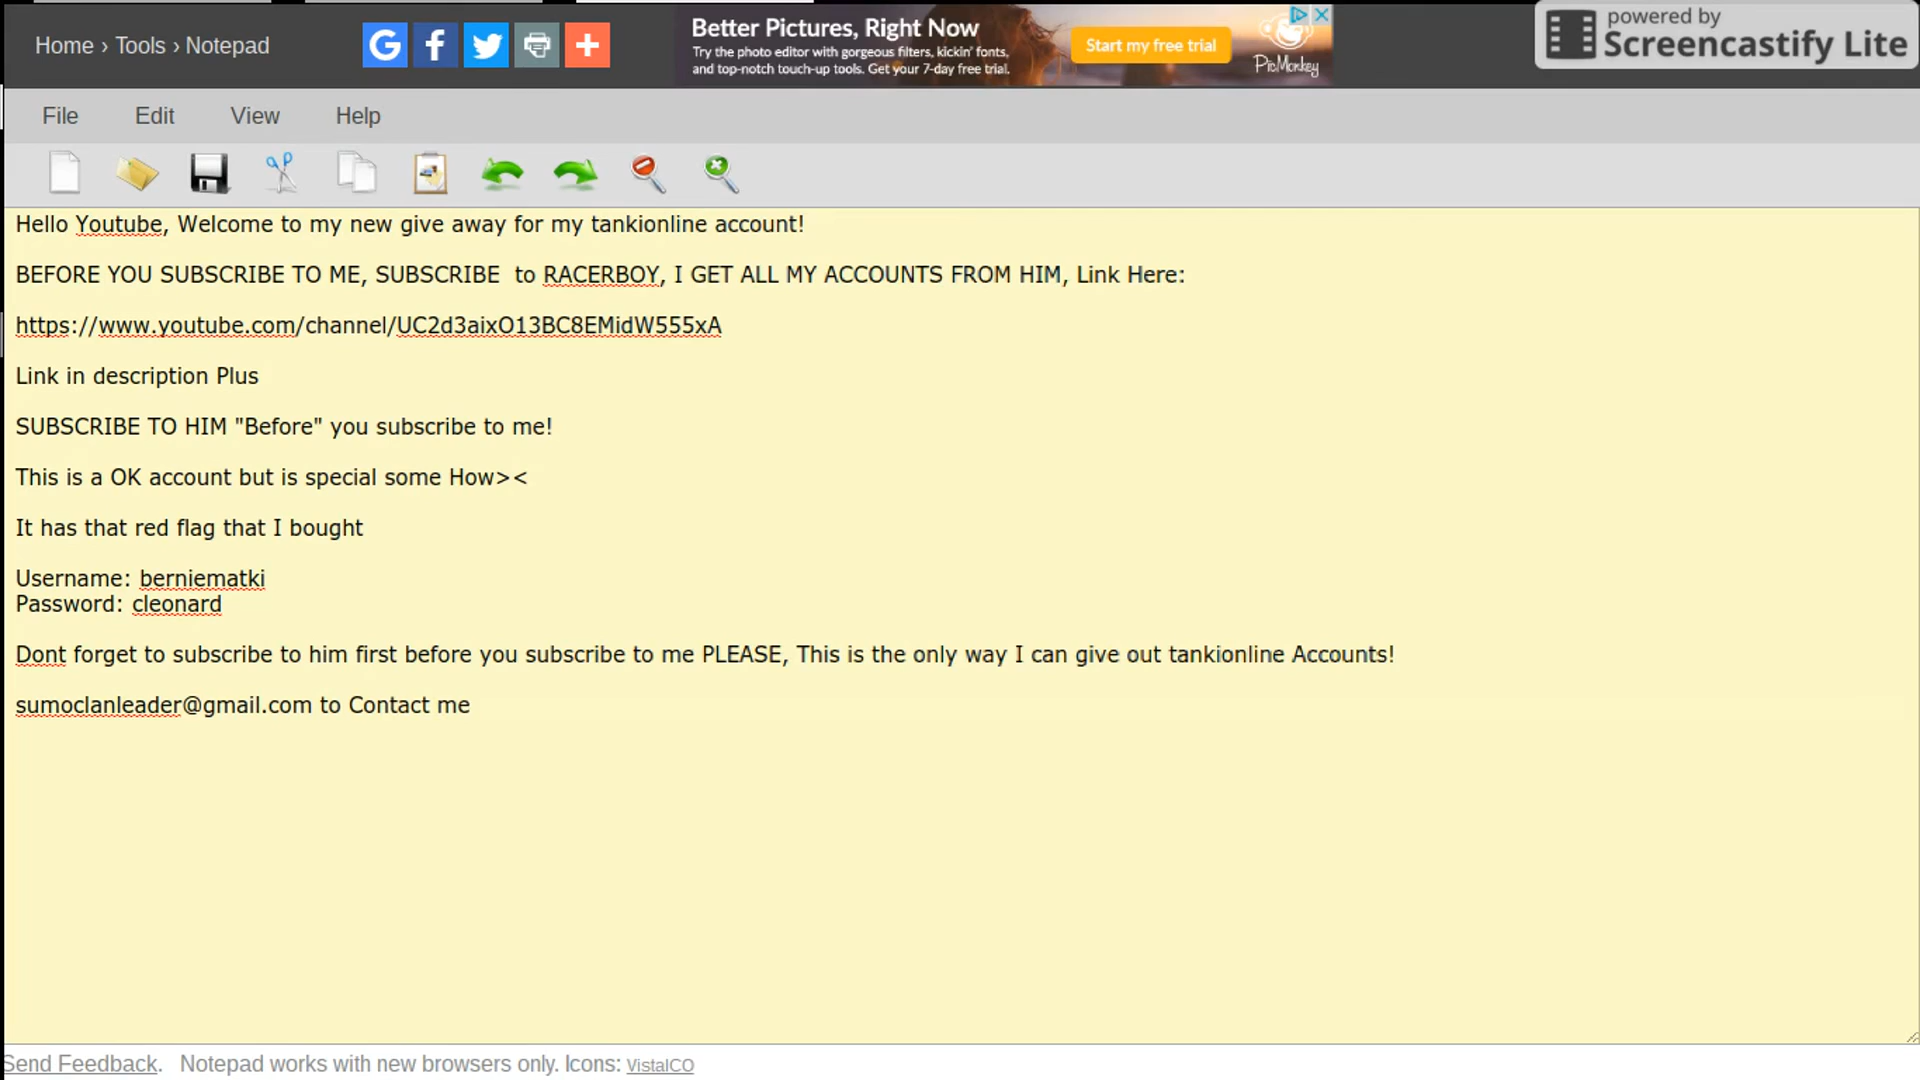 Home › Tools › Notepad
Better Pictures, Right Now
Try the photo editor with gorgeous filters, kickin' fonts,
and top-notch touch-up tools. Get your 7-day free trial.
Start my free trial
PicMonkey
powered by
Screencastify Lite
File Edit View Help
Hello Youtube, Welcome to my new give away for my tankionline account!
BEFORE YOU SUBSCRIBE TO ME, SUBSCRIBE  to RACERBOY, I GET ALL MY ACCOUNTS FROM HIM, Link Here:
https://www.youtube.com/channel/UC2d3aixO13BC8EMidW555xA
Link in description Plus
SUBSCRIBE TO HIM "Before" you subscribe to me!
This is a OK account but is special some How><
It has that red flag that I bought
Username: berniematki
Password: cleonard
Dont forget to subscribe to him first before you subscribe to me PLEASE, This is the only way I can give out tankionline Accounts!
sumoclanleader@gmail.com to Contact me
Send Feedback. Notepad works with new browsers only. Icons: VistaICO